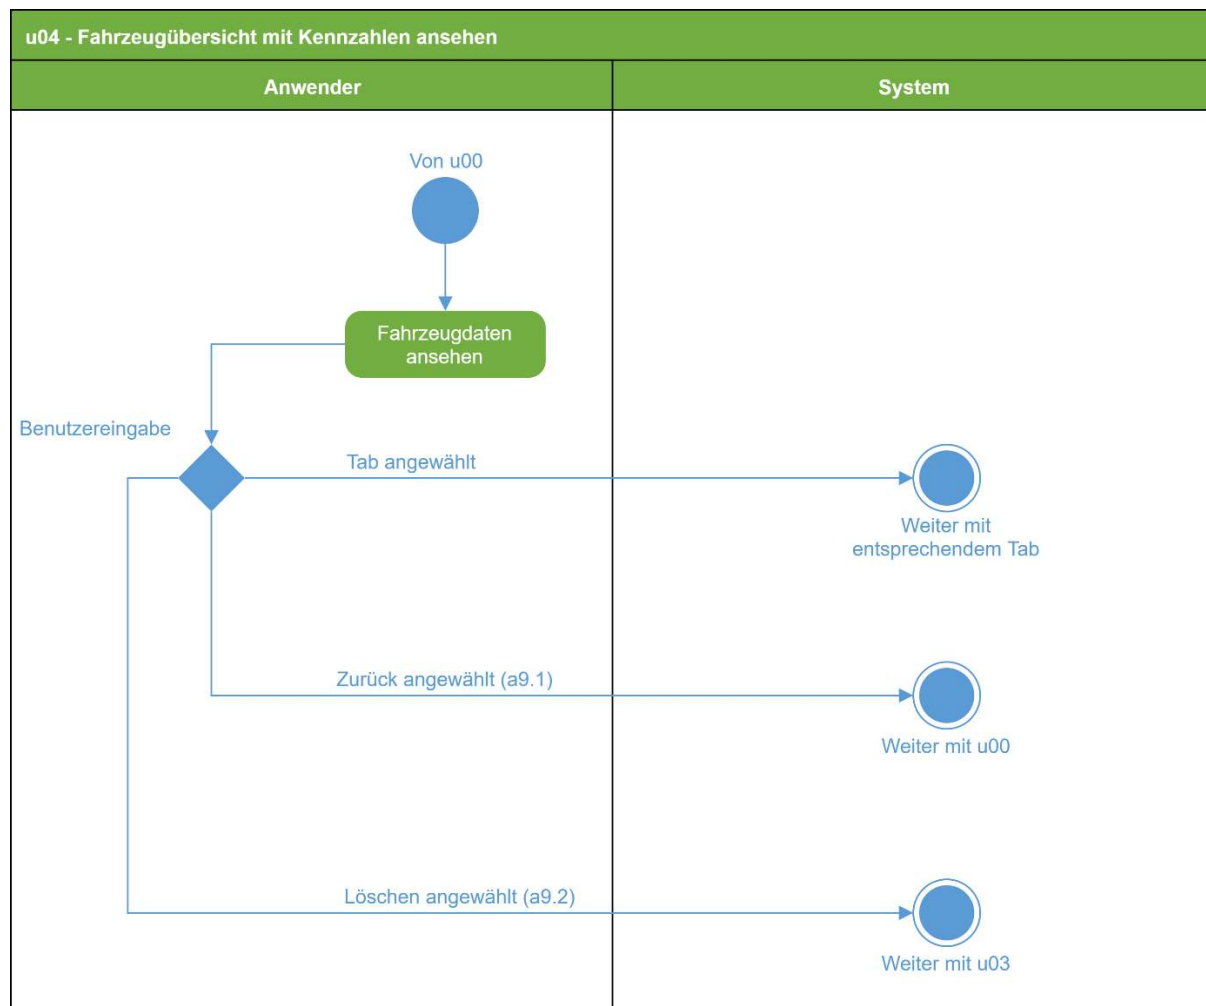 u04 - Fahrzeugübersicht mit Kennzahlen ansehen
Anwender
System
Von u00
Fahrzeugdaten
ansehen
Benutzereingabe
Tab angewählt
Weiter mit
entsprechendem Tab
Zurück angewählt (a9.1)
Weiter mit u00
Löschen angewählt (a9.2)
Weiter mit u03